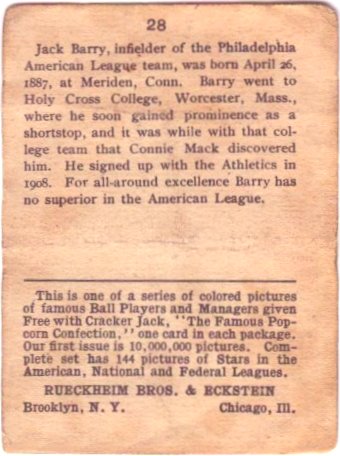 28
Jack Barry, infielder of the Philadelphia
American League team, was born April 26,
1887, at Meriden, Conn. Barry went to
Holy Cross College, Worcester, Mass.,
where he soon gained prominence as a
shortstop, and it was while with that col-
lege team that Connie Mack discovered
him. He signed up with the Athletics in
1908. For all-around excellence Barry has
no superior in the American League.
This is one of a series of colored pictures
of famous Ball Players and Managers given
Free with Cracker Jack, "The Famous Pop-
corn Confection," one card in each package.
Our first issue is 10,000,000 pictures. Com-
plete set has 144 pictures of Stars in the
American, National and Federal Leagues.
RUECKHEIM BROS. & ECKSTEIN
Brooklyn, N. Y. Chicago, Ill.